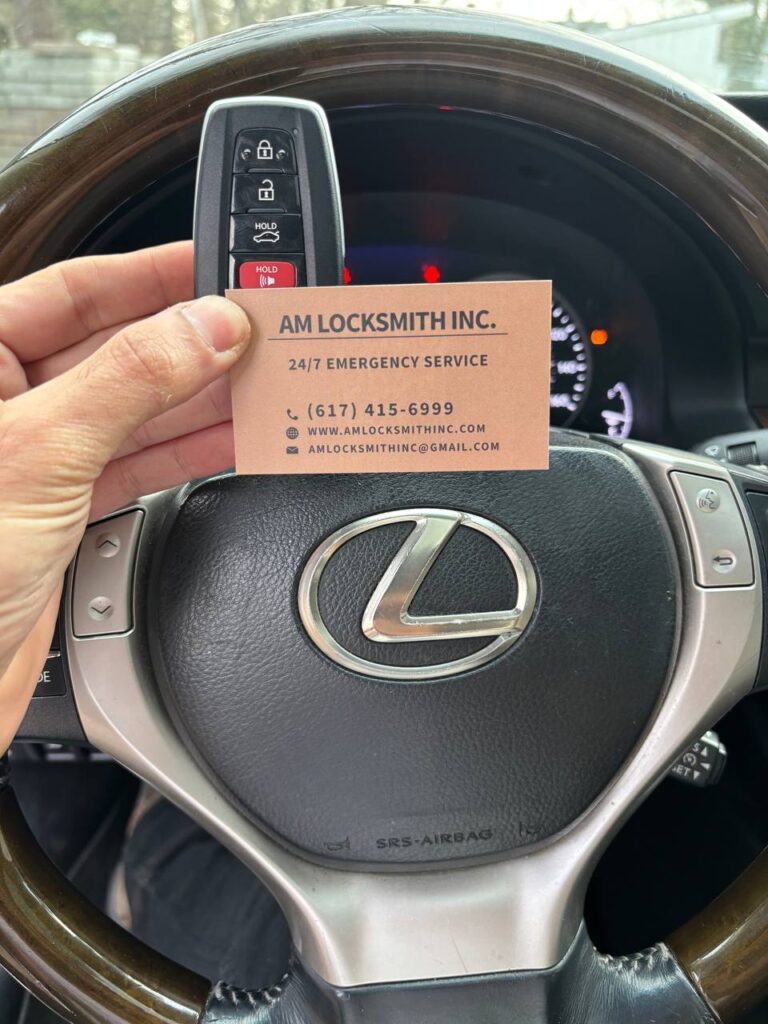 HOLD
HOLD
AM LOCKSMITH INC.
24/7 EMERGENCY SERVICE
(617) 415-6999
WWW.AMLOCKSMITHINC.COM
AMLOCKSMITHINC@GMAIL.COM
SRS-AIRBAG